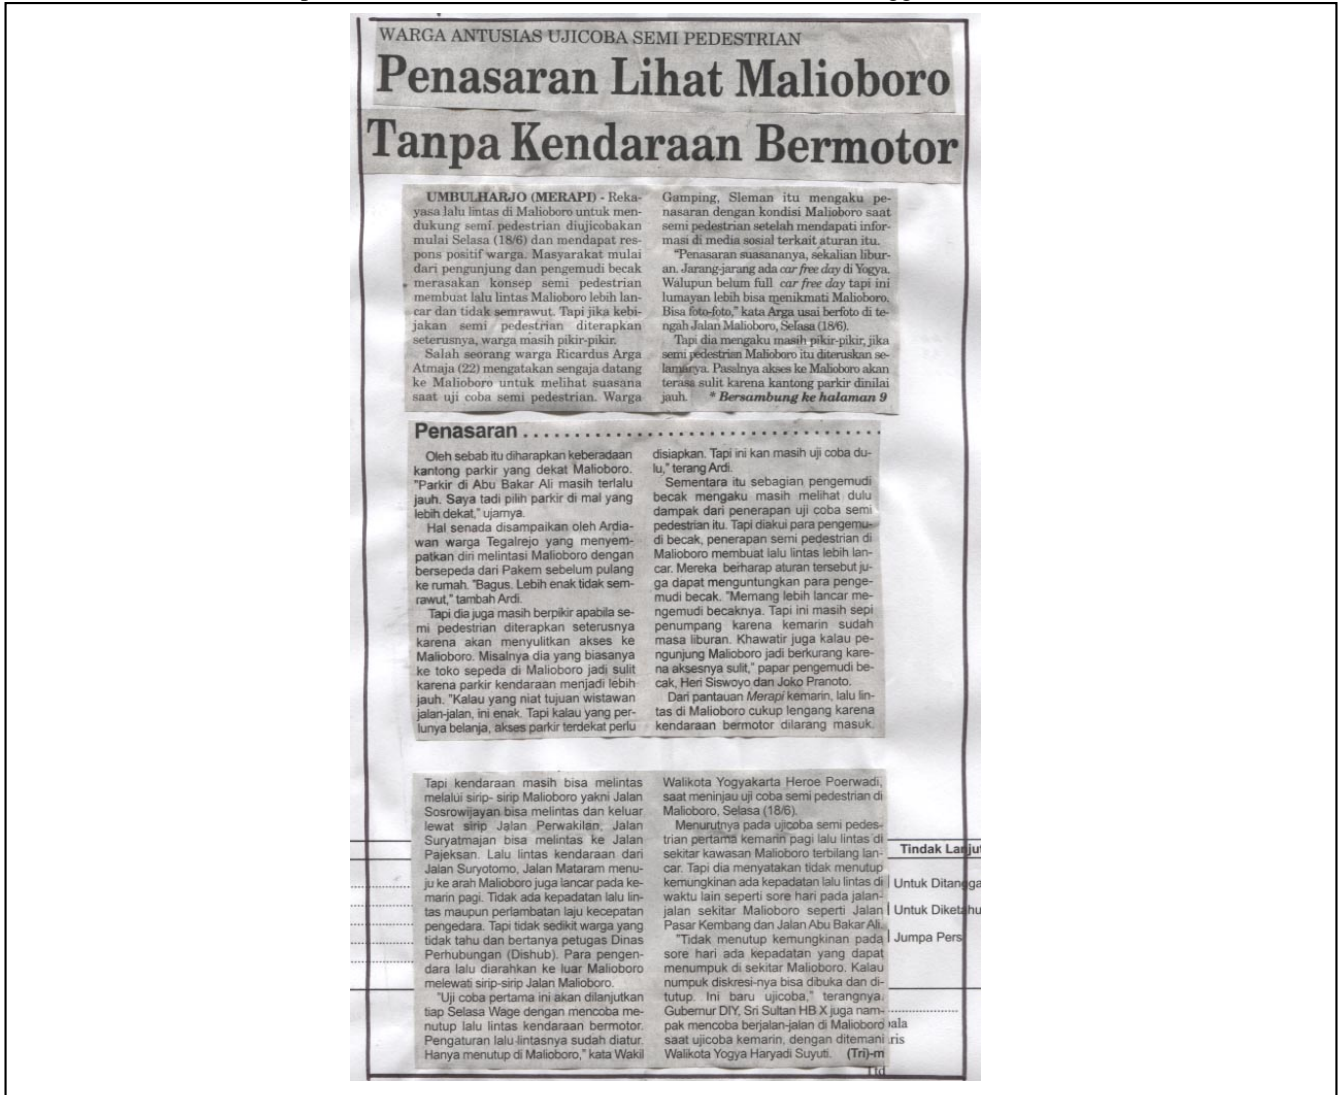 WARGA ANTUSIAS UJICOBA SEMI PEDESTRIAN
Penasaran Lihat Malioboro
Tanpa Kendaraan Bermotor
UMBULHARJO (MERAPI) - Reka-
yasa lalu lintas di Malioboro untuk men-
dukung semi pedestrian diujicobakan
mulai Selasa (18/6) dan mendapat res-
pons positif warga. Masyarakat mulai
dari pengunjung dan pengemudi becak
merasakan konsep semi pedestrian
membuat lalu lintas Malioboro lebih lan-
car dan tidak semrawut. Tapi jika kebi-
jakan semi pedestrian diterapkan
seterusnya, warga masih pikir-pikir.
Salah seorang warga Ricardus Arga
Atmaja (22) mengatakan sengaja datang
ke Malioboro untuk melihat suasana
saat uji coba semi pedestrian. Warga
Gamping, Sleman itu mengaku pe-
nasaran dengan kondisi Malioboro saat
semi pedestrian setelah mendapati infor-
masi di media sosial terkait aturan itu.
"Penasaran suasananya, sekalian libur-
an. Jarang-jarang ada car free day di Yogya.
Walupun belum full car free day tapi ini
lumayan lebih bisa menikmati Malioboro.
Bisa foto-foto," kata Arga usai berfoto di te-
ngah Jalan Malioboro, Selasa (18/6).
Tapi dia mengaku masih pikir-pikir, jika
semi pedestrien Malioboro itu diteruskan se-
lamanya. Pasalnya akses ke Malioboro akan
terasa sulit karena kantong parkir dinilai
jauh. * Bersambung ke halaman 9
Penasaran . . . . . . . . . . . . . . . . . . . . . . . . . . . . . . . . . . .
Oleh sebab itu diharapkan keberadaan
kantong parkir yang dekat Malioboro.
"Parkir di Abu Bakar Ali masih terlalu
jauh. Saya tadi pilih parkir di mal yang
lebih dekat," ujarnya.
Hal senada disampaikan oleh Ardia-
wan warga Tegalrejo yang menyem-
patkan diri melintasi Malioboro dengan
bersepeda dari Pakem sebelum pulang
ke rumah. "Bagus. Lebih enak tidak sem-
rawut," tambah Ardi.
Tapi dia juga masih berpikir apabila se-
mi pedestrian diterapkan seterusnya
karena akan menyulitkan akses ke
Malioboro. Misalnya dia yang biasanya
ke toko sepeda di Malioboro jadi sulit
karena parkir kendaraan menjadi lebih
jauh. "Kalau yang niat tujuan wistawan
jalan-jalan, ini enak. Tapi kalau yang per-
lunya belanja, akses parkir terdekat perlu
disiapkan. Tapi ini kan masih uji coba du-
lu," terang Ardi.
Sementara itu sebagian pengemudi
becak mengaku masih melihat dulu
dampak dari penerapan uji coba semi
pedestrian itu. Tapi diakui para pengemu-
di becak, penerapan semi pedestrian di
Malioboro membuat lalu lintas lebih lan-
car. Mereka berharap aturan tersebut ju-
ga dapat menguntungkan para penge-
mudi becak. "Memang lebih lancar me-
ngemudi becaknya. Tapi ini masih sepi
penumpang karena kemarin sudah
masa liburan. Khawatir juga kalau pe-
ngunjung Malioboro jadi berkurang kare-
na aksesnya sulit," papar pengemudi be-
cak, Heri Siswoyo dan Joko Pranoto.
Dari pantauan Merapi kemarin, lalu lin-
tas di Malioboro cukup lengang karena
kendaraan bermotor dilarang masuk.
Tapi kendaraan masih bisa melintas
melalui sirip- sirip Malioboro yakni Jalan
Sosrowijayan bisa melintas dan keluar
lewat sirip Jalan Perwakilan, Jalan
Suryatmajan bisa melintas ke Jalan
Pajeksan. Lalu lintas kendaraan dari
Jalan Suryotomo, Jalan Mataram menu-
ju ke arah Malioboro juga lancar pada ke-
marin pagi. Tidak ada kepadatan lalu lin-
tas maupun perlambatan laju kecepatan
pengedara. Tapi tidak sedikit warga yang
tidak tahu dan bertanya petugas Dinas
Perhubungan (Dishub). Para pengen-
dara lalu diarahkan ke luar Malioboro
melewati sirip-sirip Jalan Malioboro.
"Uji coba pertama ini akan dilanjutkan
tiap Selasa Wage dengan mencoba me-
nutup lalu lintas kendaraan bermotor.
Pengaturan lalu-lintasnya sudah diatur.
Hanya menutup di Malioboro," kata Wakil
Walikota Yogyakarta Heroe Poerwadi,
saat meninjau uji coba semi pedestrian di
Malioboro, Selasa (18/6).
Menurutnya pada ujicoba semi pedes-
trian pertama kemarin pagi lalu lintas di
sekitar kawasan Malioboro terbilang lan-
car. Tapi dia menyatakan tidak menutup
kemungkinan ada kepadatan lalu lintas di
waktu lain seperti sore hari pada jalan-
jalan sekitar Malioboro seperti Jalan
Pasar Kembang dan Jalan Abu Bakar Ali.
"Tidak menutup kemungkinan pada
sore hari ada kepadatan yang dapat
menumpuk di sekitar Malioboro. Kalau
numpuk diskresi-nya bisa dibuka dan di-
tutup. Ini baru ujicoba," terangnya.
Gubernur DIY, Sri Sultan HB X juga nam-
pak mencoba berjalan-jalan di Malioboro
saat ujicoba kemarin, dengan ditemani
Walikota Yogya Haryadi Suyuti. (Tri)-m
Tindak Lanjut
Untuk Ditangga
Untuk Diketahu
Jumpa Pers
ala
ris
Ttd